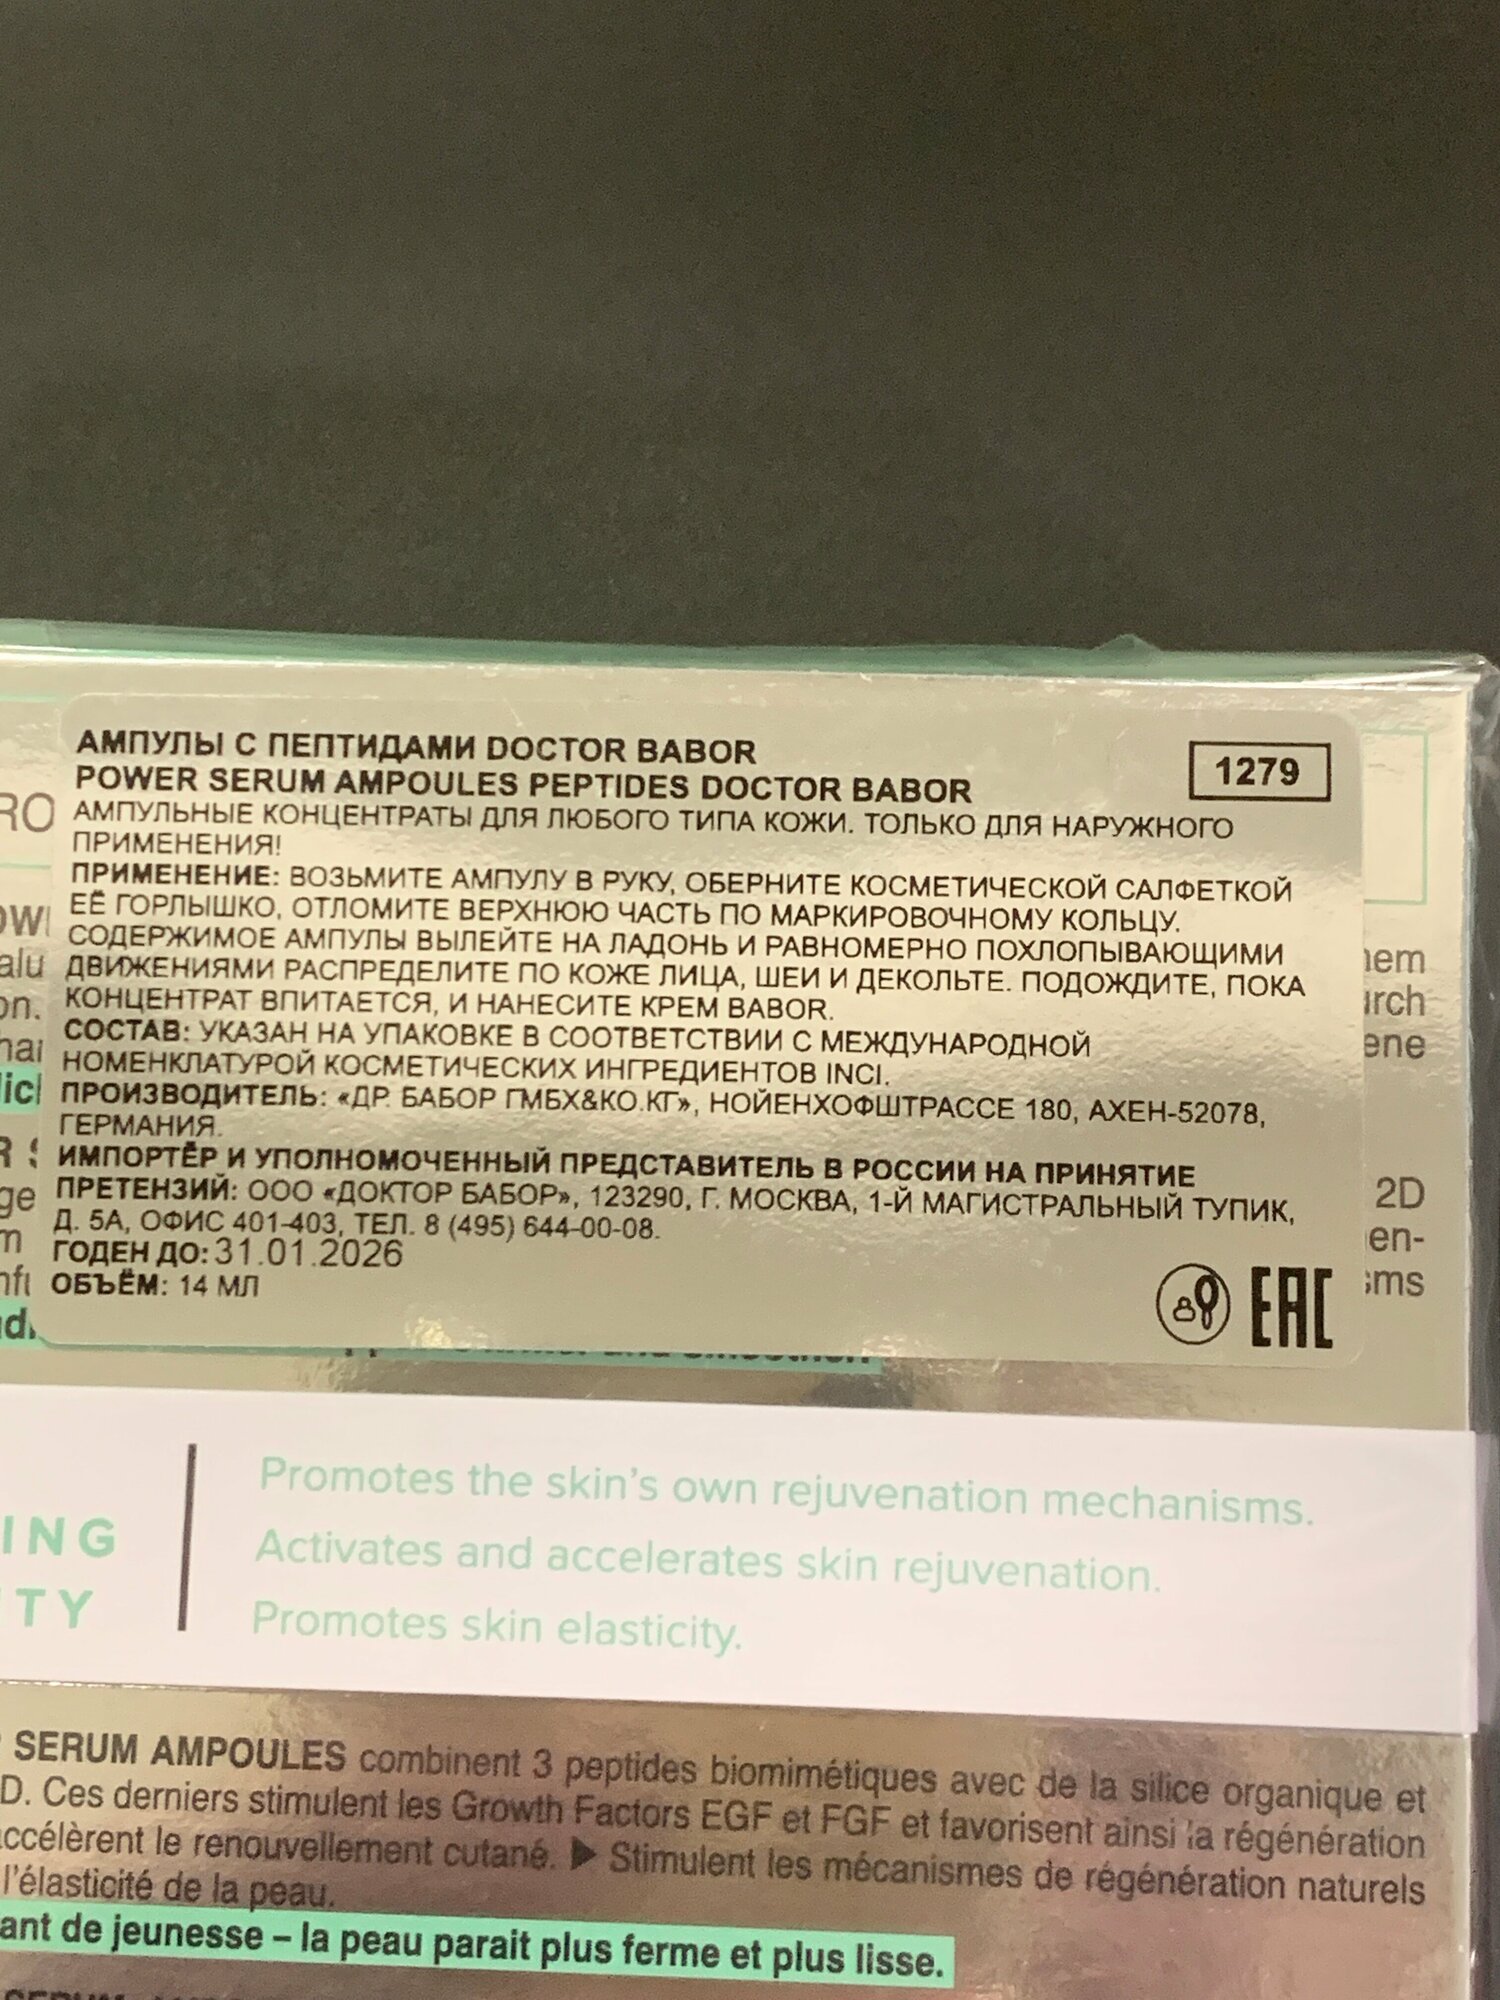 АМПУЛЫ С ПЕПТИДАМИ DOCTOR BABOR
POWER SERUM AMPOULES PEPTIDES DOCTOR BABOR
1279
АМПУЛЬНЫЕ КОНЦЕНТРАТЫ ДЛЯ ЛЮБОГО ТИПА КОЖИ. ТОЛЬКО ДЛЯ НАРУЖНОГО
ПРИМЕНЕНИЯ!
ПРИМЕНЕНИЕ: ВОЗЬМИТЕ АМПУЛУ В РУКУ, ОБЕРНИТЕ КОСМЕТИЧЕСКОЙ САЛФЕТКОЙ
ЕЁ ГОРЛЫШКО, ОТЛОМИТЕ ВЕРХНЮЮ ЧАСТЬ ПО МАРКИРОВОЧНОМУ КОЛЬЦУ.
СОДЕРЖИМОЕ АМПУЛЫ ВЫЛЕЙТЕ НА ЛАДОНЬ И РАВНОМЕРНО ПОХЛОПЫВАЮЩИМИ
ДВИЖЕНИЯМИ РАСПРЕДЕЛИТЕ ПО КОЖЕ ЛИЦА, ШЕИ И ДЕКОЛЬТЕ. ПОДОЖДИТЕ, ПОКА
КОНЦЕНТРАТ ВПИТАЕТСЯ, И НАНЕСИТЕ КРЕМ BABOR.
СОСТАВ: УКАЗАН НА УПАКОВКЕ В СООТВЕТСТВИИ С МЕЖДУНАРОДНОЙ
НОМЕНКЛАТУРОЙ КОСМЕТИЧЕСКИХ ИНГРЕДИЕНТОВ INCI.
ПРОИЗВОДИТЕЛЬ: «ДР. БАБОР ГМБХ&КО.КГ», НОЙЕНХОФШТРАССЕ 180, АХЕН-52078,
ГЕРМАНИЯ.
ИМПОРТЁР И УПОЛНОМОЧЕННЫЙ ПРЕДСТАВИТЕЛЬ В РОССИИ НА ПРИНЯТИЕ
ПРЕТЕНЗИЙ: ООО «ДОКТОР БАБОР», 123290, Г. МОСКВА, 1-Й МАГИСТРАЛЬНЫЙ ТУПИК,
Д. 5А, ОФИС 401-403, ТЕЛ. 8 (495) 644-00-08.
ГОДЕН ДО: 31.01.2026
ОБЪЁМ: 14 МЛ
EAC
2D
Promotes the skin's own rejuvenation mechanisms.
Activates and accelerates skin rejuvenation.
Promotes skin elasticity.
SERUM AMPOULES combinent 3 peptides biomimétiques avec de la silice organique et
D. Ces derniers stimulent les Growth Factors EGF et FGF et favorisent ainsi la régénération
ccélèrent le renouvellement cutané. ▶ Stimulent les mécanismes de régénération naturels
l'élasticité de la peau.
ant de jeunesse – la peau parait plus ferme et plus lisse.